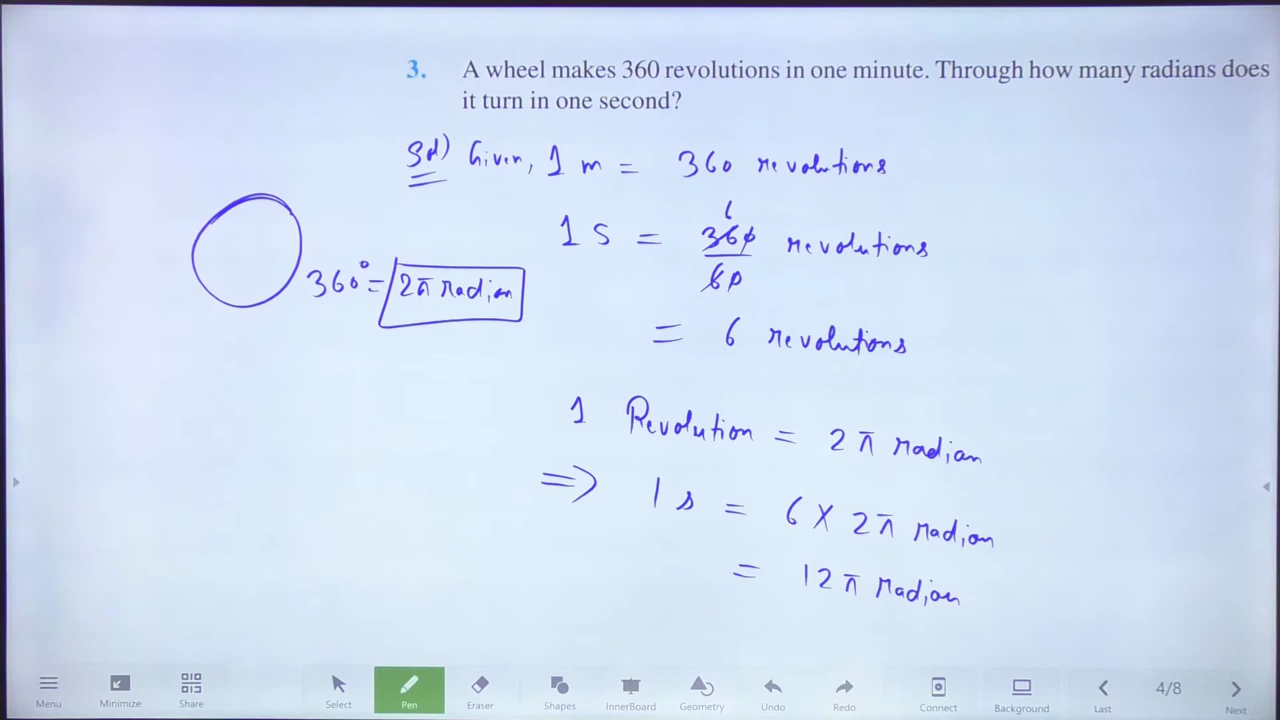 3. A wheel makes 360 revolutions in one minute. Through how many radians does
it turn in one second?
Sol) Given, 1 m = 360 revolutions
1 S = 360/60 revolutions
6
= 6 revolutions
360° = 2π radian
1 Revolution = 2π radian
⇒ 1 s = 6 × 2π radian
= 12π radian
Menu Minimize Share Select Pen Eraser Shapes InnerBoard Geometry Undo Redo Connect Background Last 4/8 Next